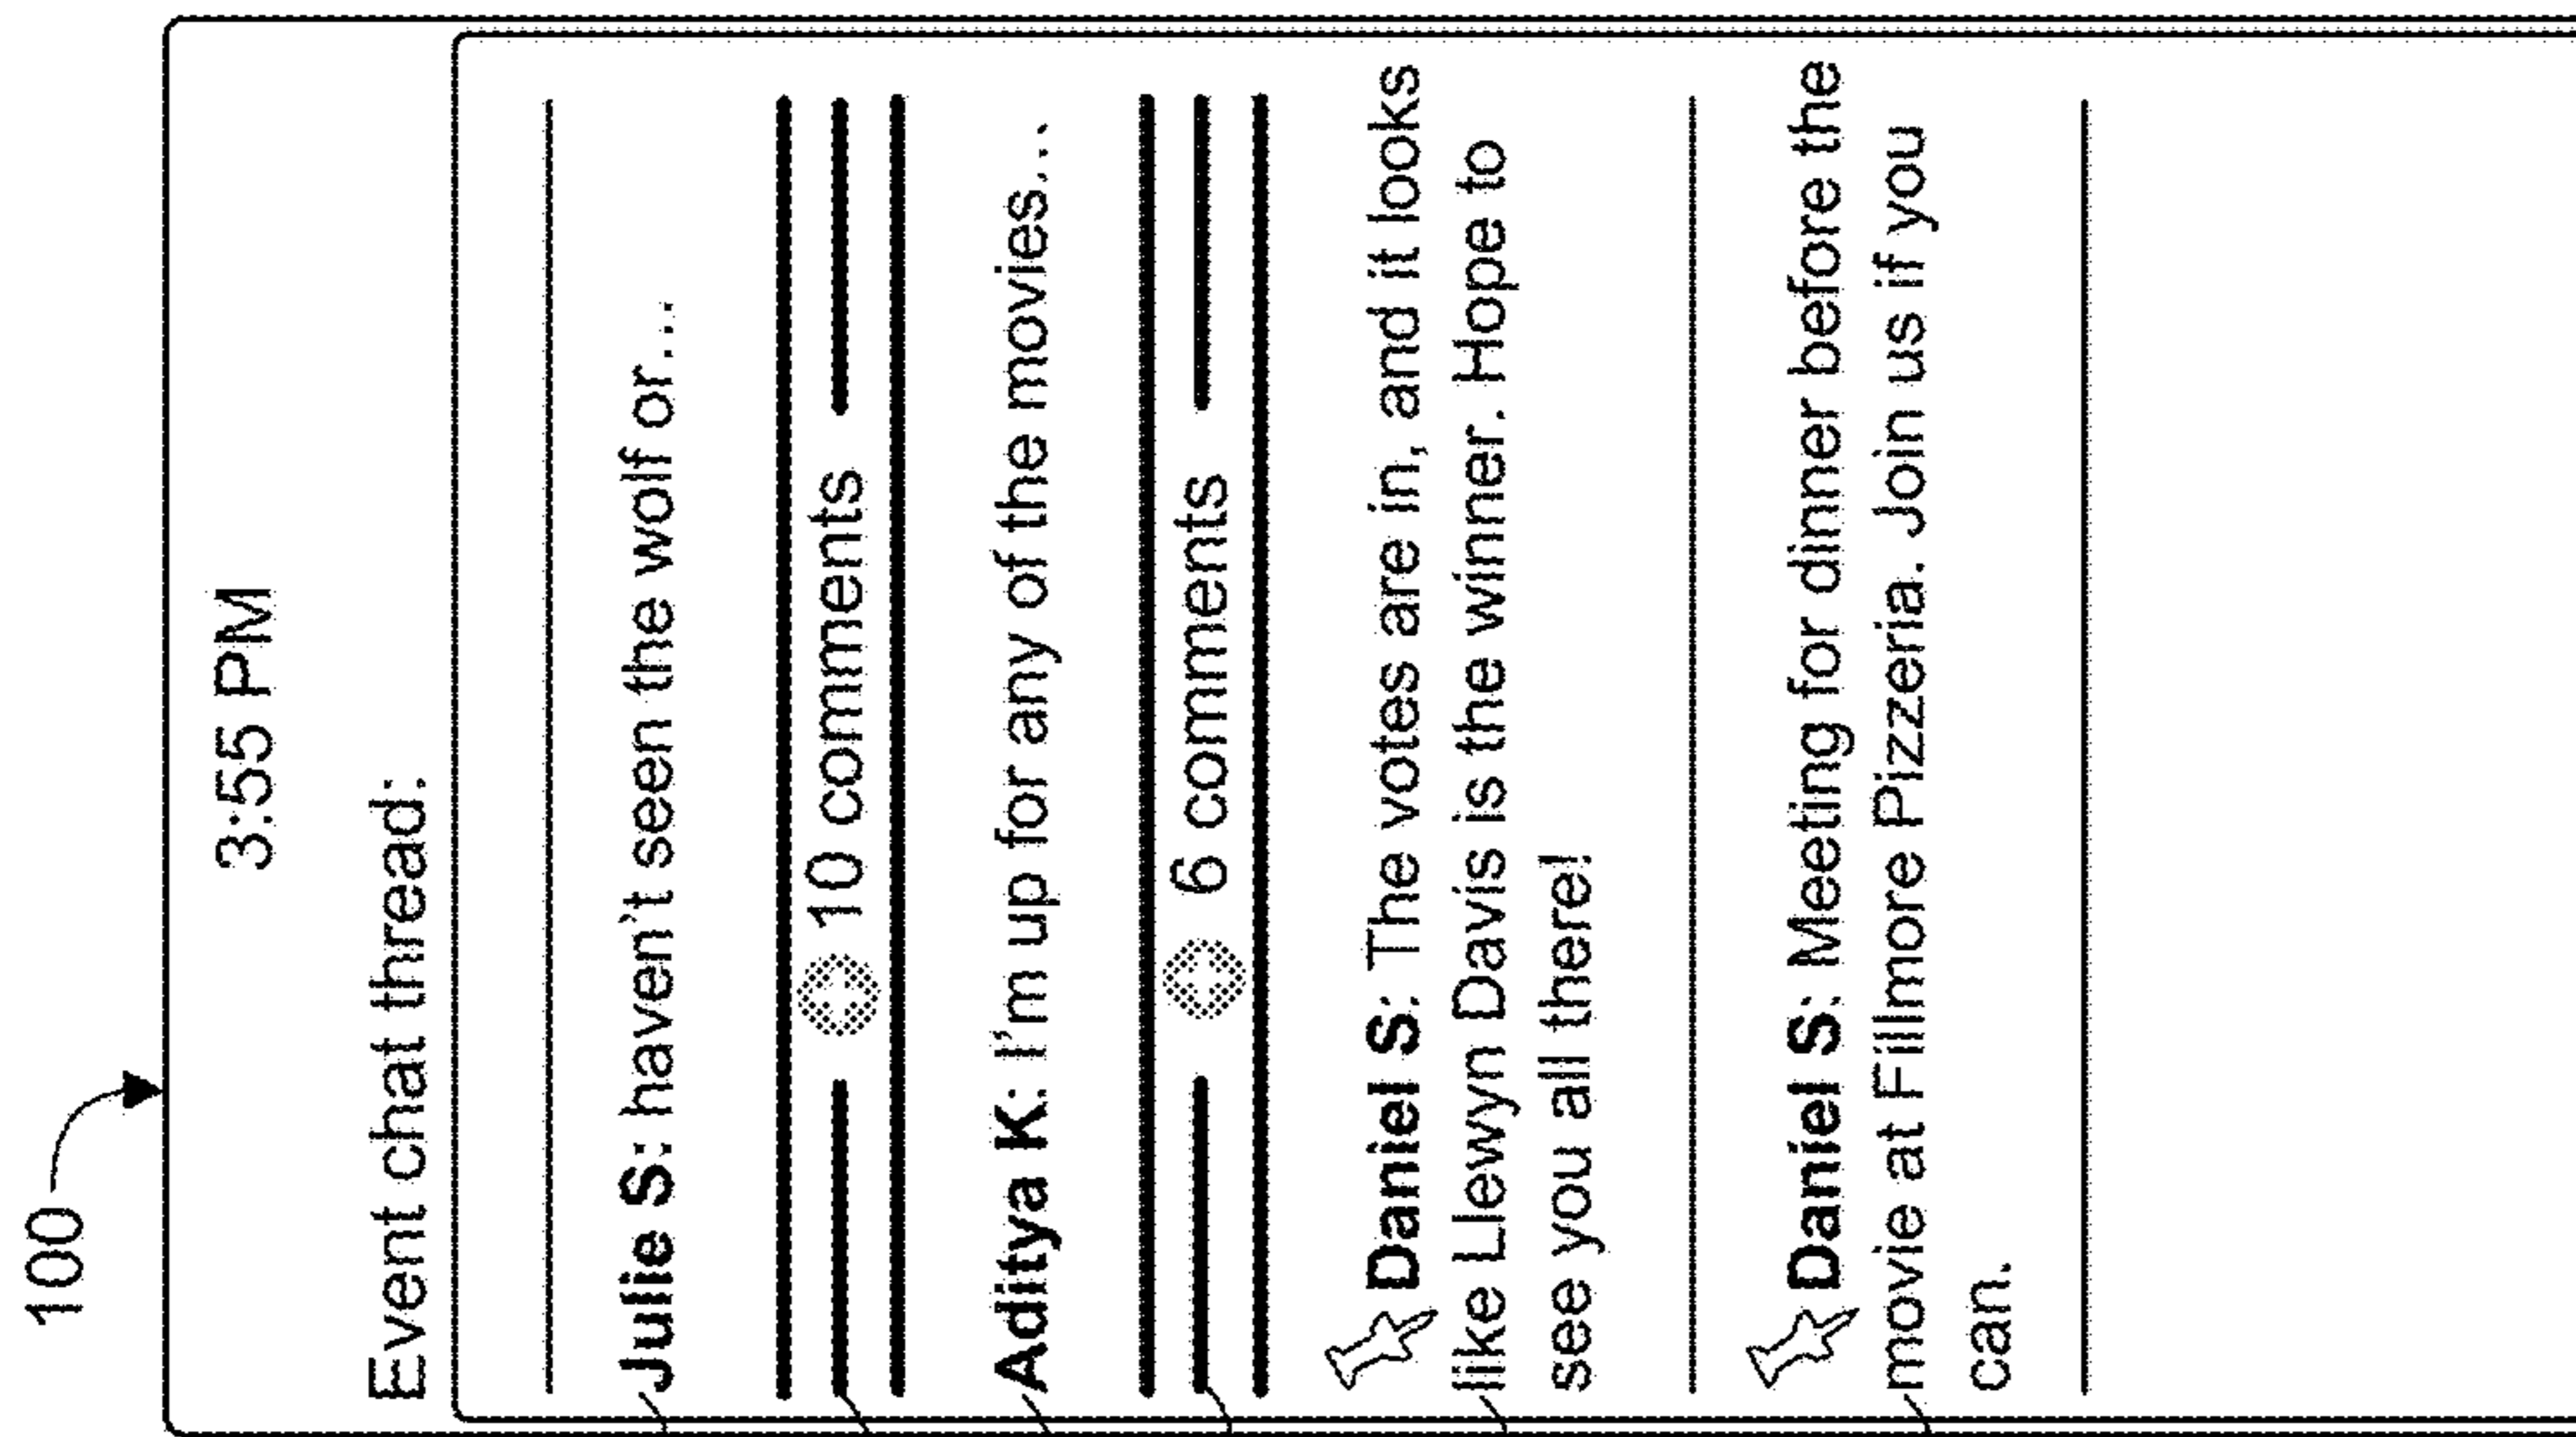 100
3:55 PM
Event chat thread:
Julie S: haven't seen the wolf or...
10 comments
Aditya K: I'm up for any of the movies...
6 comments
Daniel S: The votes are in, and it looks
like Llewyn Davis is the winner. Hope to
see you all there!
Daniel S: Meeting for dinner before the
movie at Fillmore Pizzeria. Join us if you
can.